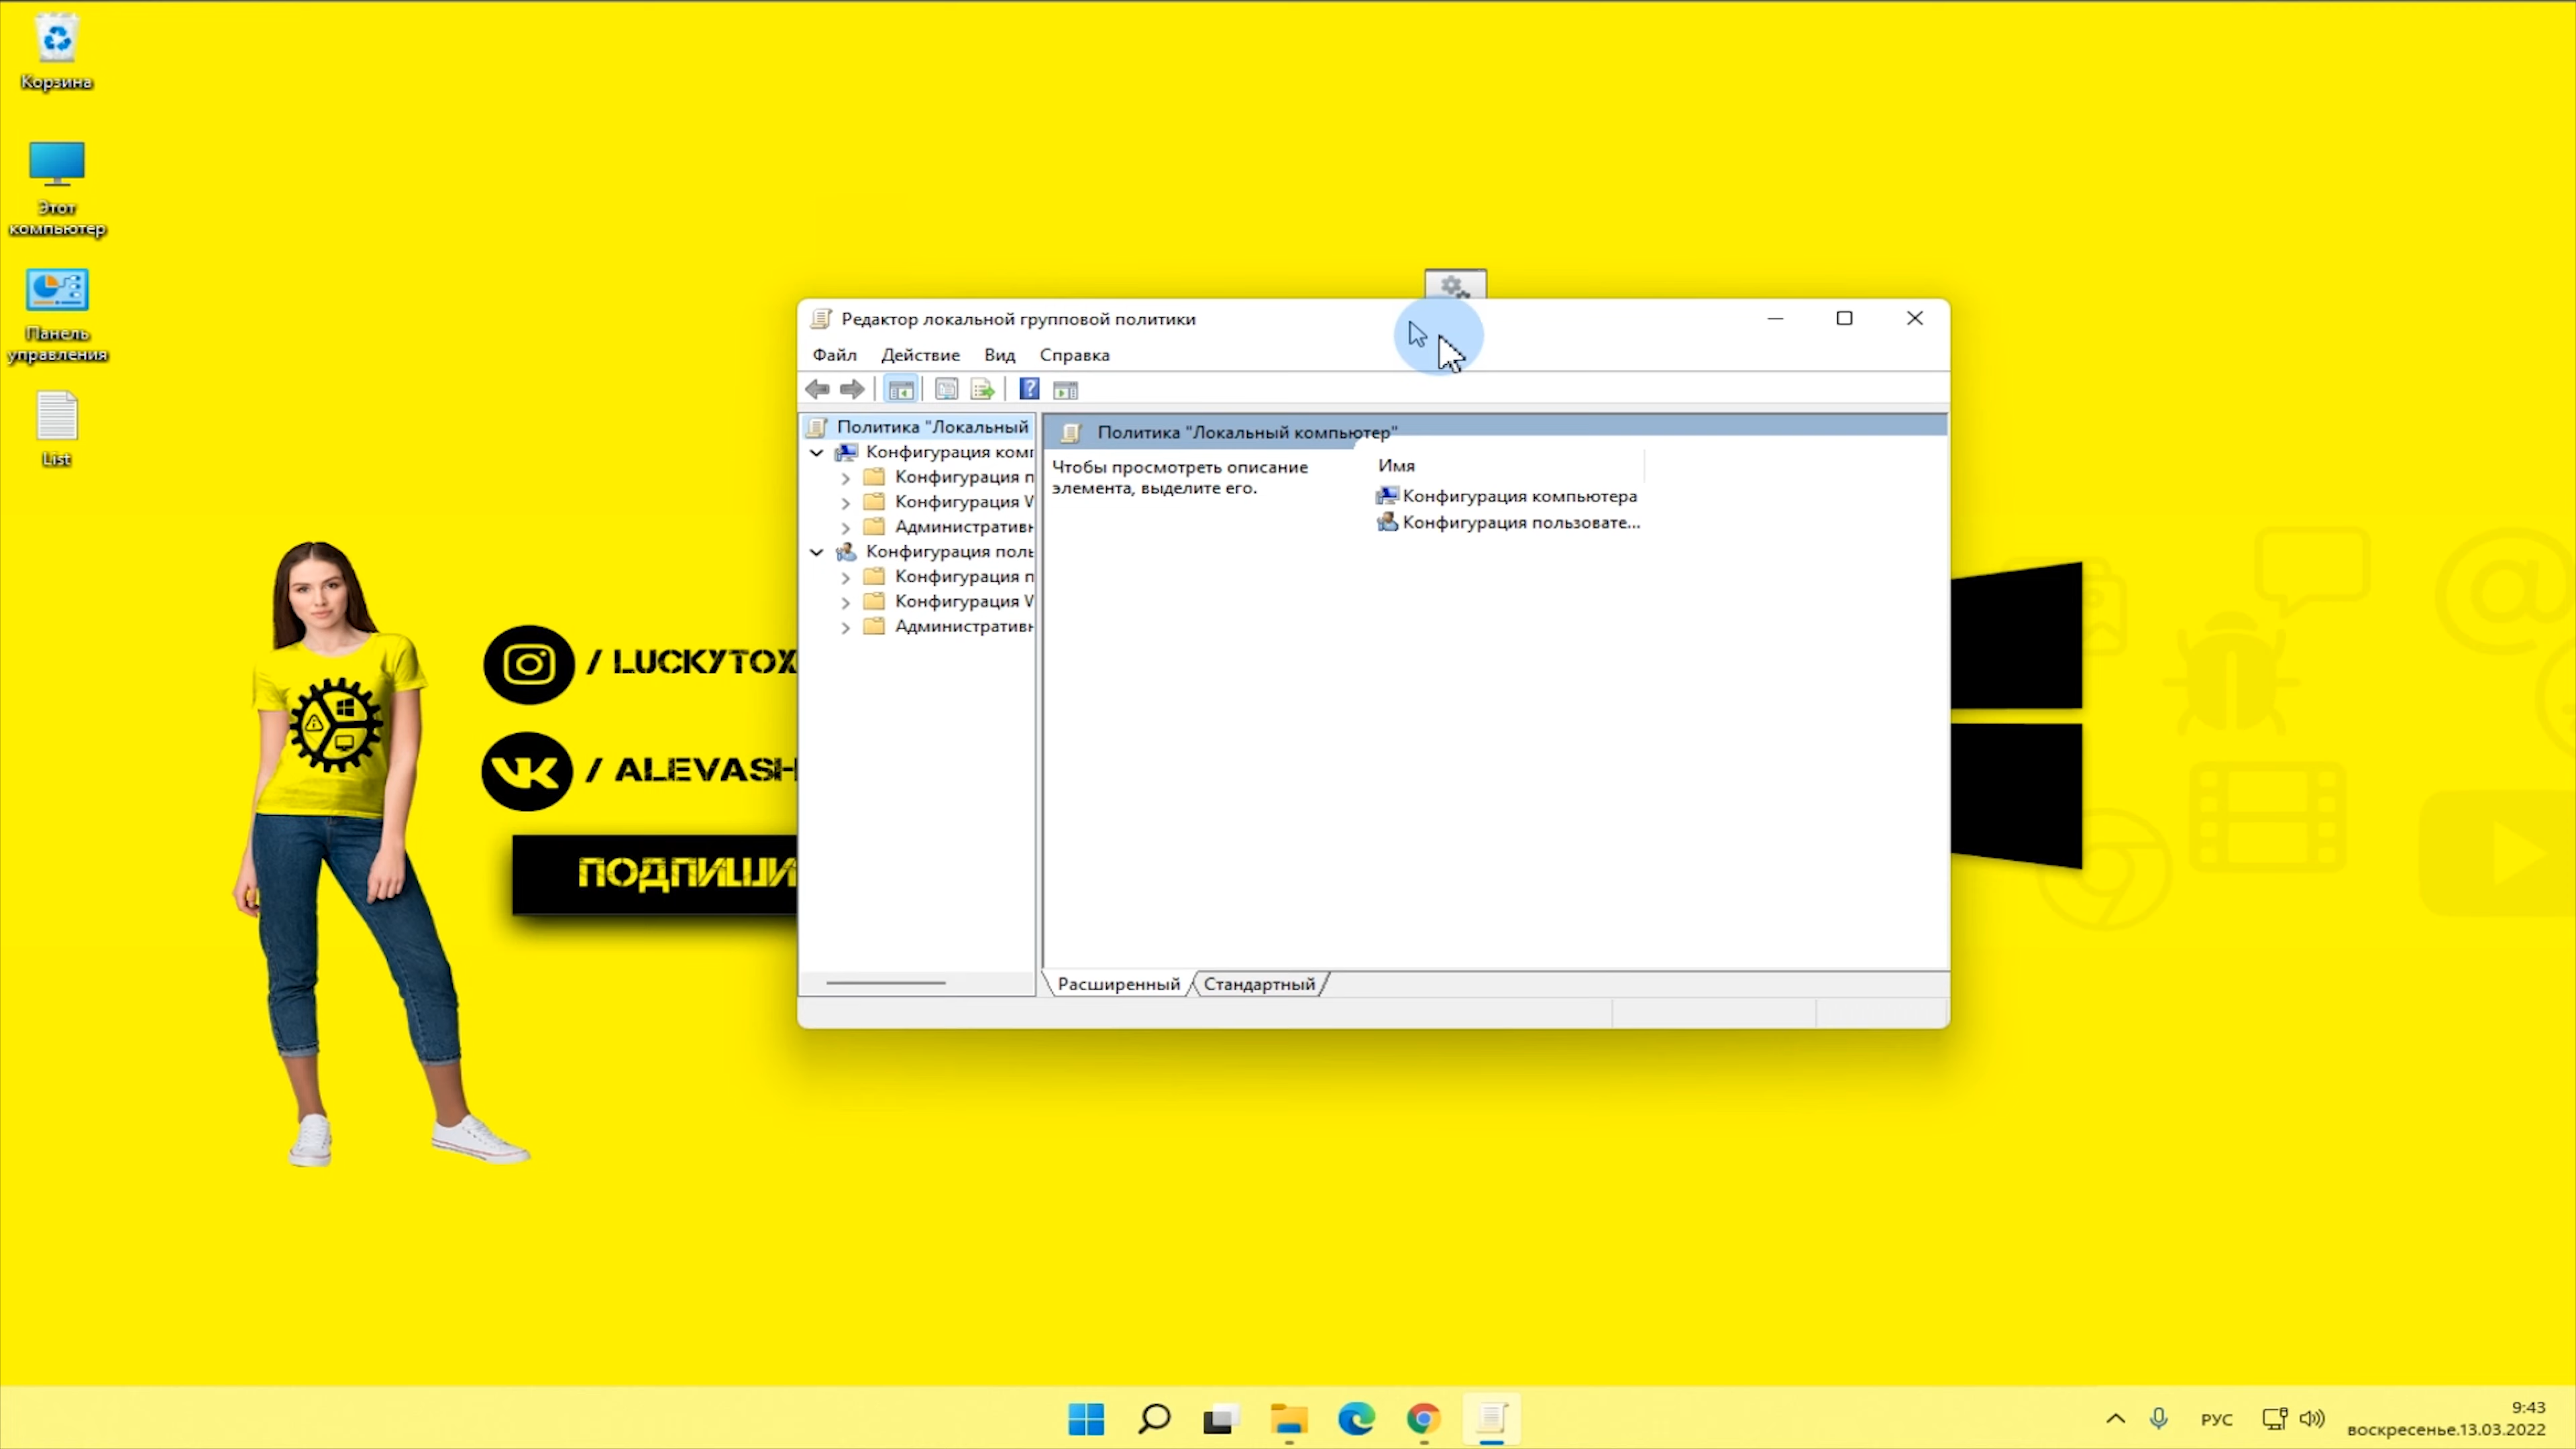 Корзина
Этот
компьютер
Панель
управления
List
/ LUCKYTOX
/ ALEVASH
ПОДПИШИ
Редактор локальной групповой политики
Файл Действие Вид Справка
Политика "Локальный
Конфигурация комп
Конфигурация п
Конфигурация W
Административн
Конфигурация поль
Конфигурация п
Конфигурация W
Административн
Политика "Локальный компьютер"
Чтобы просмотреть описание
элемента, выделите его.
Имя
Конфигурация компьютера
Конфигурация пользовате...
Расширенный Стандартный
РУС
9:43
воскресенье.13.03.2022